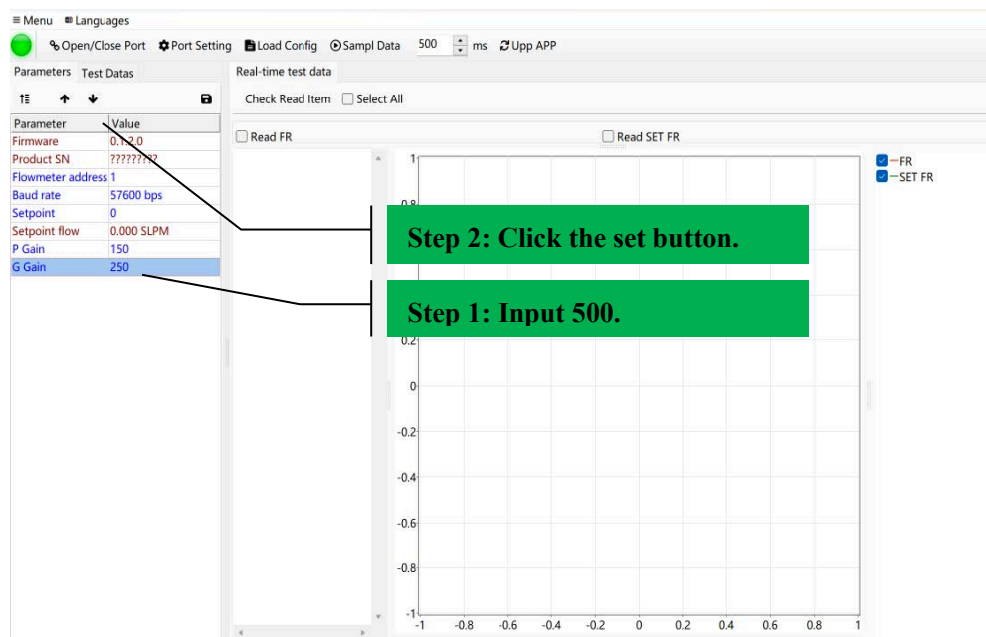 Menu Languages
Open/Close Port Port Setting Load Config Sampl Data 500 ms Upp APP
Parameters Test Datas Real-time test data
Check Read Item Select All
Parameter Value
Read FR Read SET FR
Firmware 0.1.2.0
Product SN ?????????
Flowmeter address 1
Baud rate 57600 bps
Setpoint 0
Setpoint flow 0.000 SLPM
P Gain 150
G Gain 250
FR
SET FR
Step 2: Click the set button.
Step 1: Input 500.
1
0.8
0.2
0
-0.2
-0.4
-0.6
-0.8
-1
-1 -0.8 -0.6 -0.4 -0.2 0 0.2 0.4 0.6 0.8 1